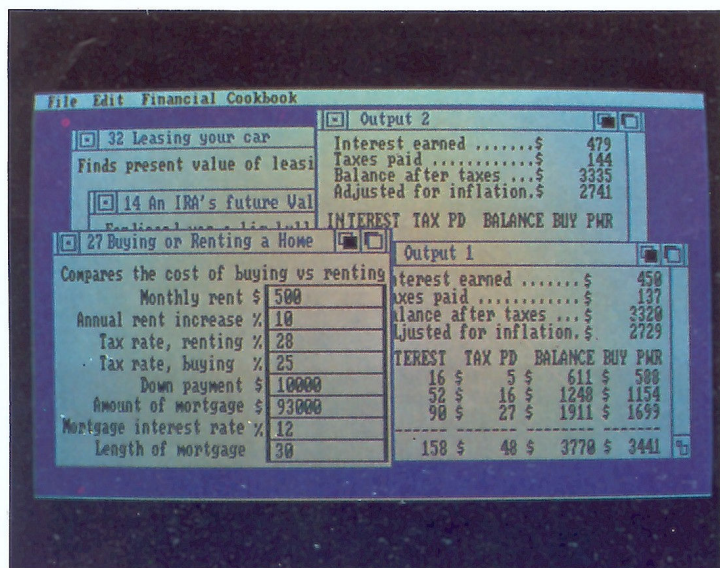 File Edit Financial Cookbook
32 Leasing your car
Finds present value of leasi
14 An IRA's future Val
27 Buying or Renting a Home
Compares the cost of buying vs renting
Monthly rent $ 500
Annual rent increase % 10
Tax rate, renting % 28
Tax rate, buying % 25
Down payment $ 10000
Amount of mortgage $ 93000
Mortgage interest rate % 12
Length of mortgage 30
Output 2
Interest earned .......$ 479
Taxes paid ............$ 144
Balance after taxes ...$ 3335
Adjusted for inflation.$ 2741
INTEREST TAX PD BALANCE BUY PWR
Output 1
nterest earned .......$ 450
xes paid ............$ 137
lance after taxes ...$ 3320
justed for inflation.$ 2729
TEREST TAX PD BALANCE BUY PWR
16 $ 5 $ 611 $ 588
52 $ 16 $ 1248 $ 1154
90 $ 27 $ 1911 $ 1699
158 $ 48 $ 3770 $ 3441